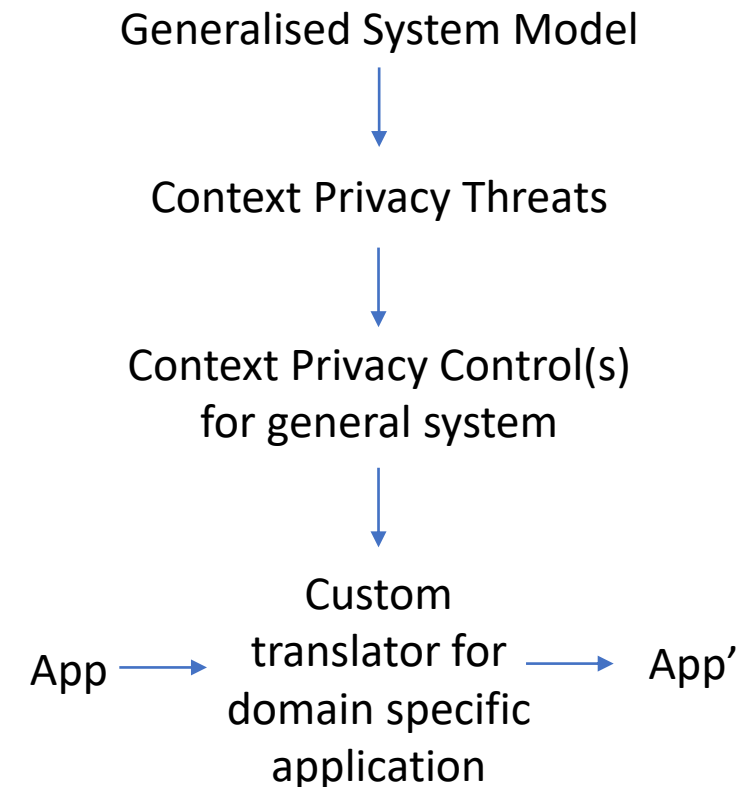 Generalised System Model
Context Privacy Threats
Context Privacy Control(s)
for general system
Custom
translator for
domain specific
application
App
App’